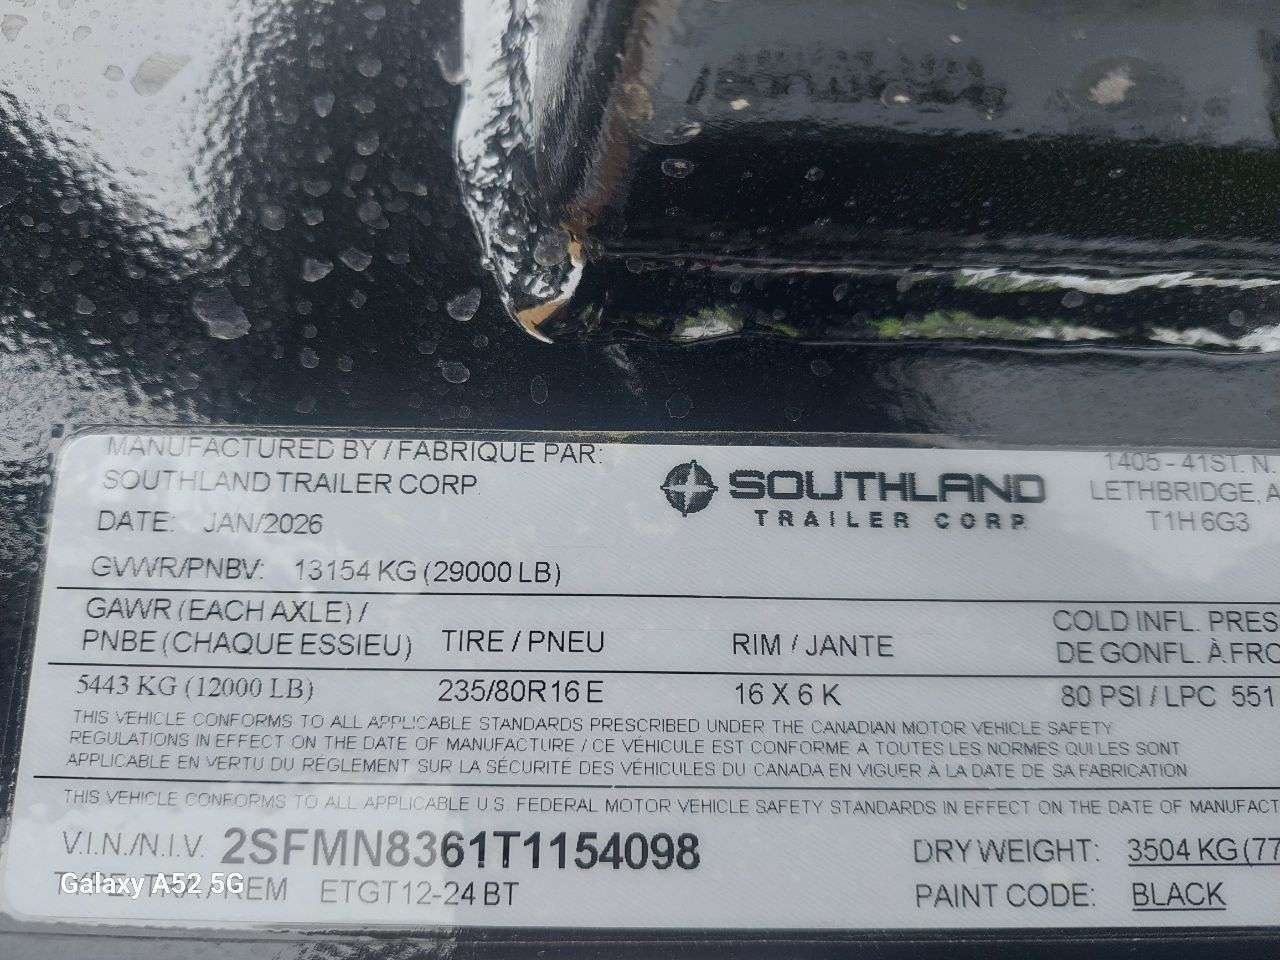 MANUFACTURED BY / FABRIQUE PAR:
SOUTHLAND TRAILER CORP.
DATE: JAN/2026
GVWR/PNBV: 13154 KG (29000 LB)
SOUTHLAND
TRAILER CORP.
1405 - 41ST. N.
LETHBRIDGE, A
T1H 6G3
GAWR (EACH AXLE) /
PNBE (CHAQUE ESSIEU) TIRE / PNEU RIM / JANTE
COLD INFL. PRES
DE GONFL. À FRO
5443 KG (12000 LB) 235/80R16 E 16 X 6 K 80 PSI / LPC 551
THIS VEHICLE CONFORMS TO ALL APPLICABLE STANDARDS PRESCRIBED UNDER THE CANADIAN MOTOR VEHICLE SAFETY
REGULATIONS IN EFFECT ON THE DATE OF MANUFACTURE / CE VÉHICULE EST CONFORME A TOUTES LES NORMES QUI LES SONT
APPLICABLE EN VERTU DU RÉGLEMENT SUR LA SÉCURITÉ DES VÉHICULES DU CANADA EN VIGUER À LA DATE DE SA FABRICATION
THIS VEHICLE CONFORMS TO ALL APPLICABLE U.S. FEDERAL MOTOR VEHICLE SAFETY STANDARDS IN EFFECT ON THE DATE OF MANUFACT
V.I.N./N.I.V. 2SFMN8361T1154098 DRY WEIGHT: 3504 KG (77
TYPE: TRA / REM ETGT12-24 BT PAINT CODE: BLACK
Galaxy A52 5G